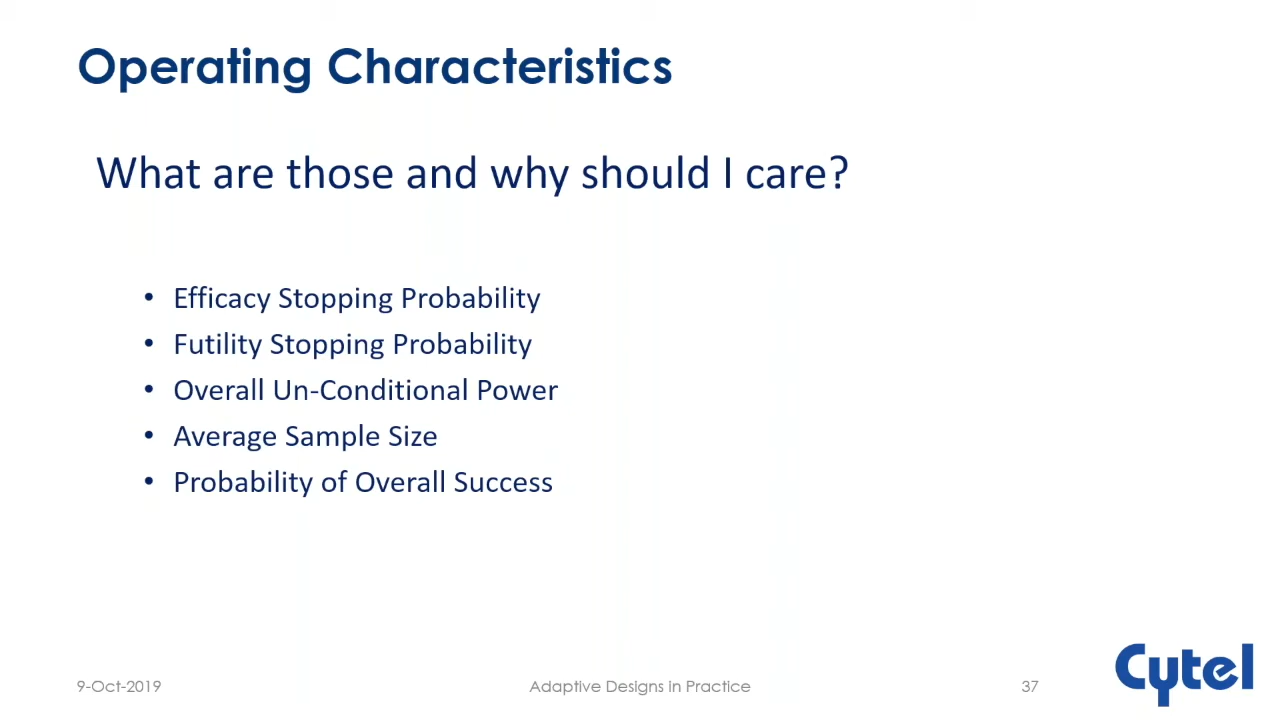 Operating Characteristics
What are those and why should I care?
• Efficacy Stopping Probability
• Futility Stopping Probability
• Overall Un-Conditional Power
• Average Sample Size
• Probability of Overall Success
9-Oct-2019
Adaptive Designs in Practice
37
Cytel